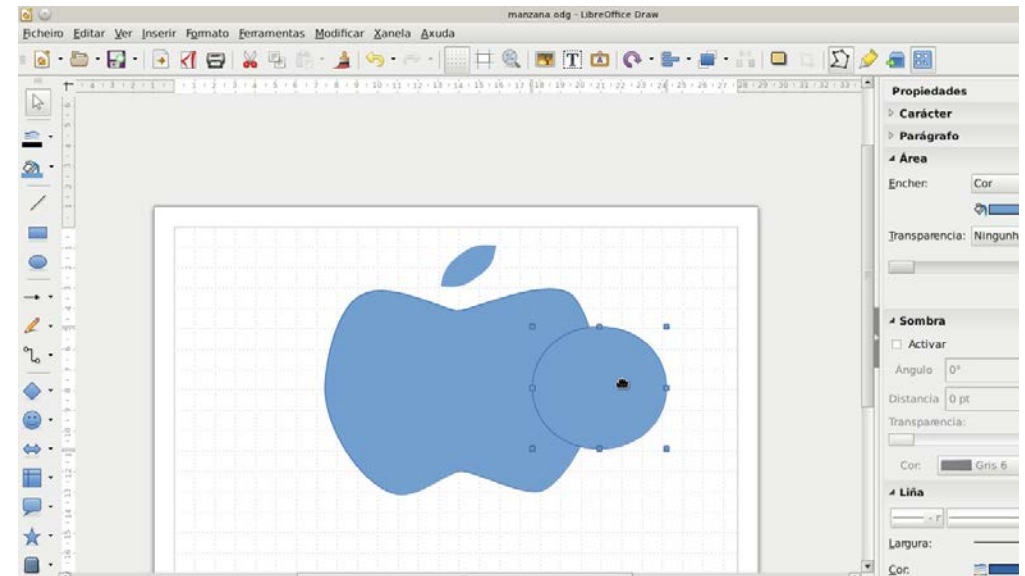 manzana.odg - LibreOffice Draw
Ficheiro Editar Ver Inserir Formato Ferramentas Modificar Xanela Axuda
Propiedades
Carácter
Parágrafo
Área
Encher: Cor
Transparencia: Ningunh
Sombra
Activar
Ángulo 0°
Distancia 0 pt
Transparencia:
Cor: Gris 6
Liña
Largura:
Cor: